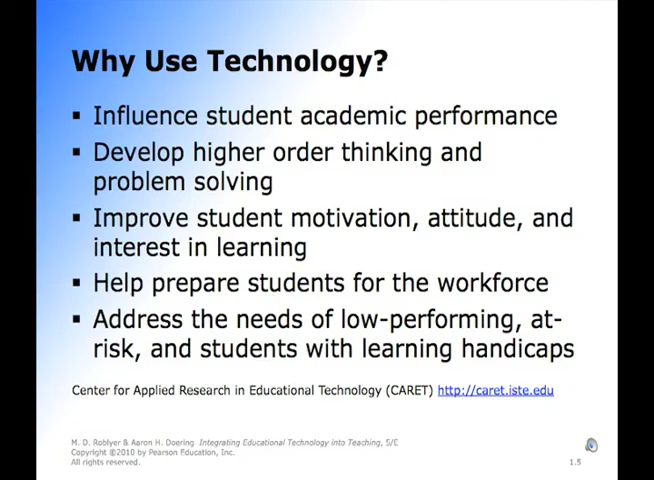 Why Use Technology?
▪ Influence student academic performance
▪ Develop higher order thinking and
problem solving
▪ Improve student motivation, attitude, and
interest in learning
▪ Help prepare students for the workforce
▪ Address the needs of low-performing, at-
risk, and students with learning handicaps
Center for Applied Research in Educational Technology (CARET) http://caret.iste.edu
M. D. Roblyer & Aaron H. Doering Integrating Educational Technology into Teaching, 5/E
Copyright ©2010 by Pearson Education, Inc.
All rights reserved.
1.5